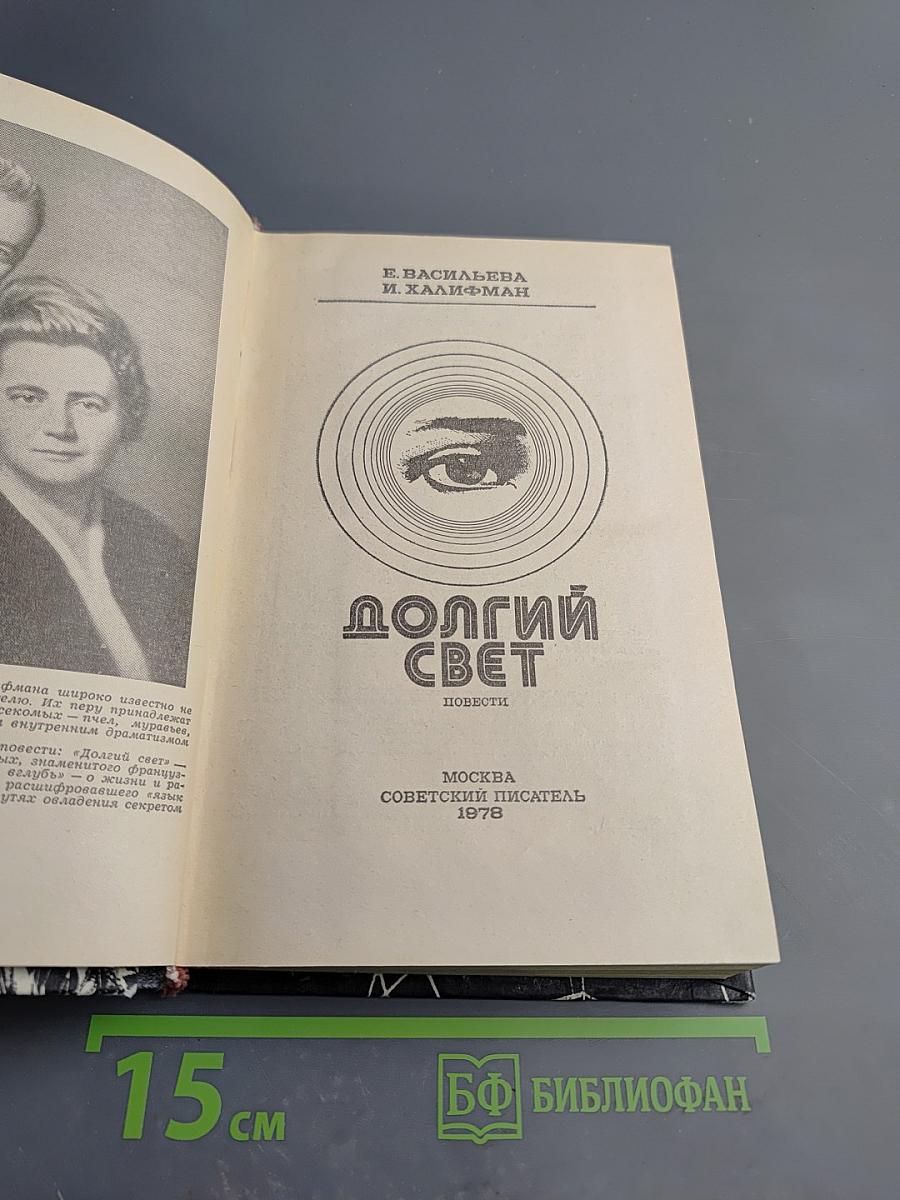 фмана широко известно не
елю. Их перу принадлежат
секомых — пчел, муравьев,
внутренним драматизмом
повести: «Долгий свет» —
ых, знаменитого француз-
вглубь» — о жизни и ра-
расшифровавшего «язык
утях овладения секретом
Е. ВАСИЛЬЕВА
И. ХАЛИФМАН
ДОЛГИЙ
СВЕТ
ПОВЕСТИ
МОСКВА
СОВЕТСКИЙ ПИСАТЕЛЬ
1978
15 см
БФ БИБЛИОФАН